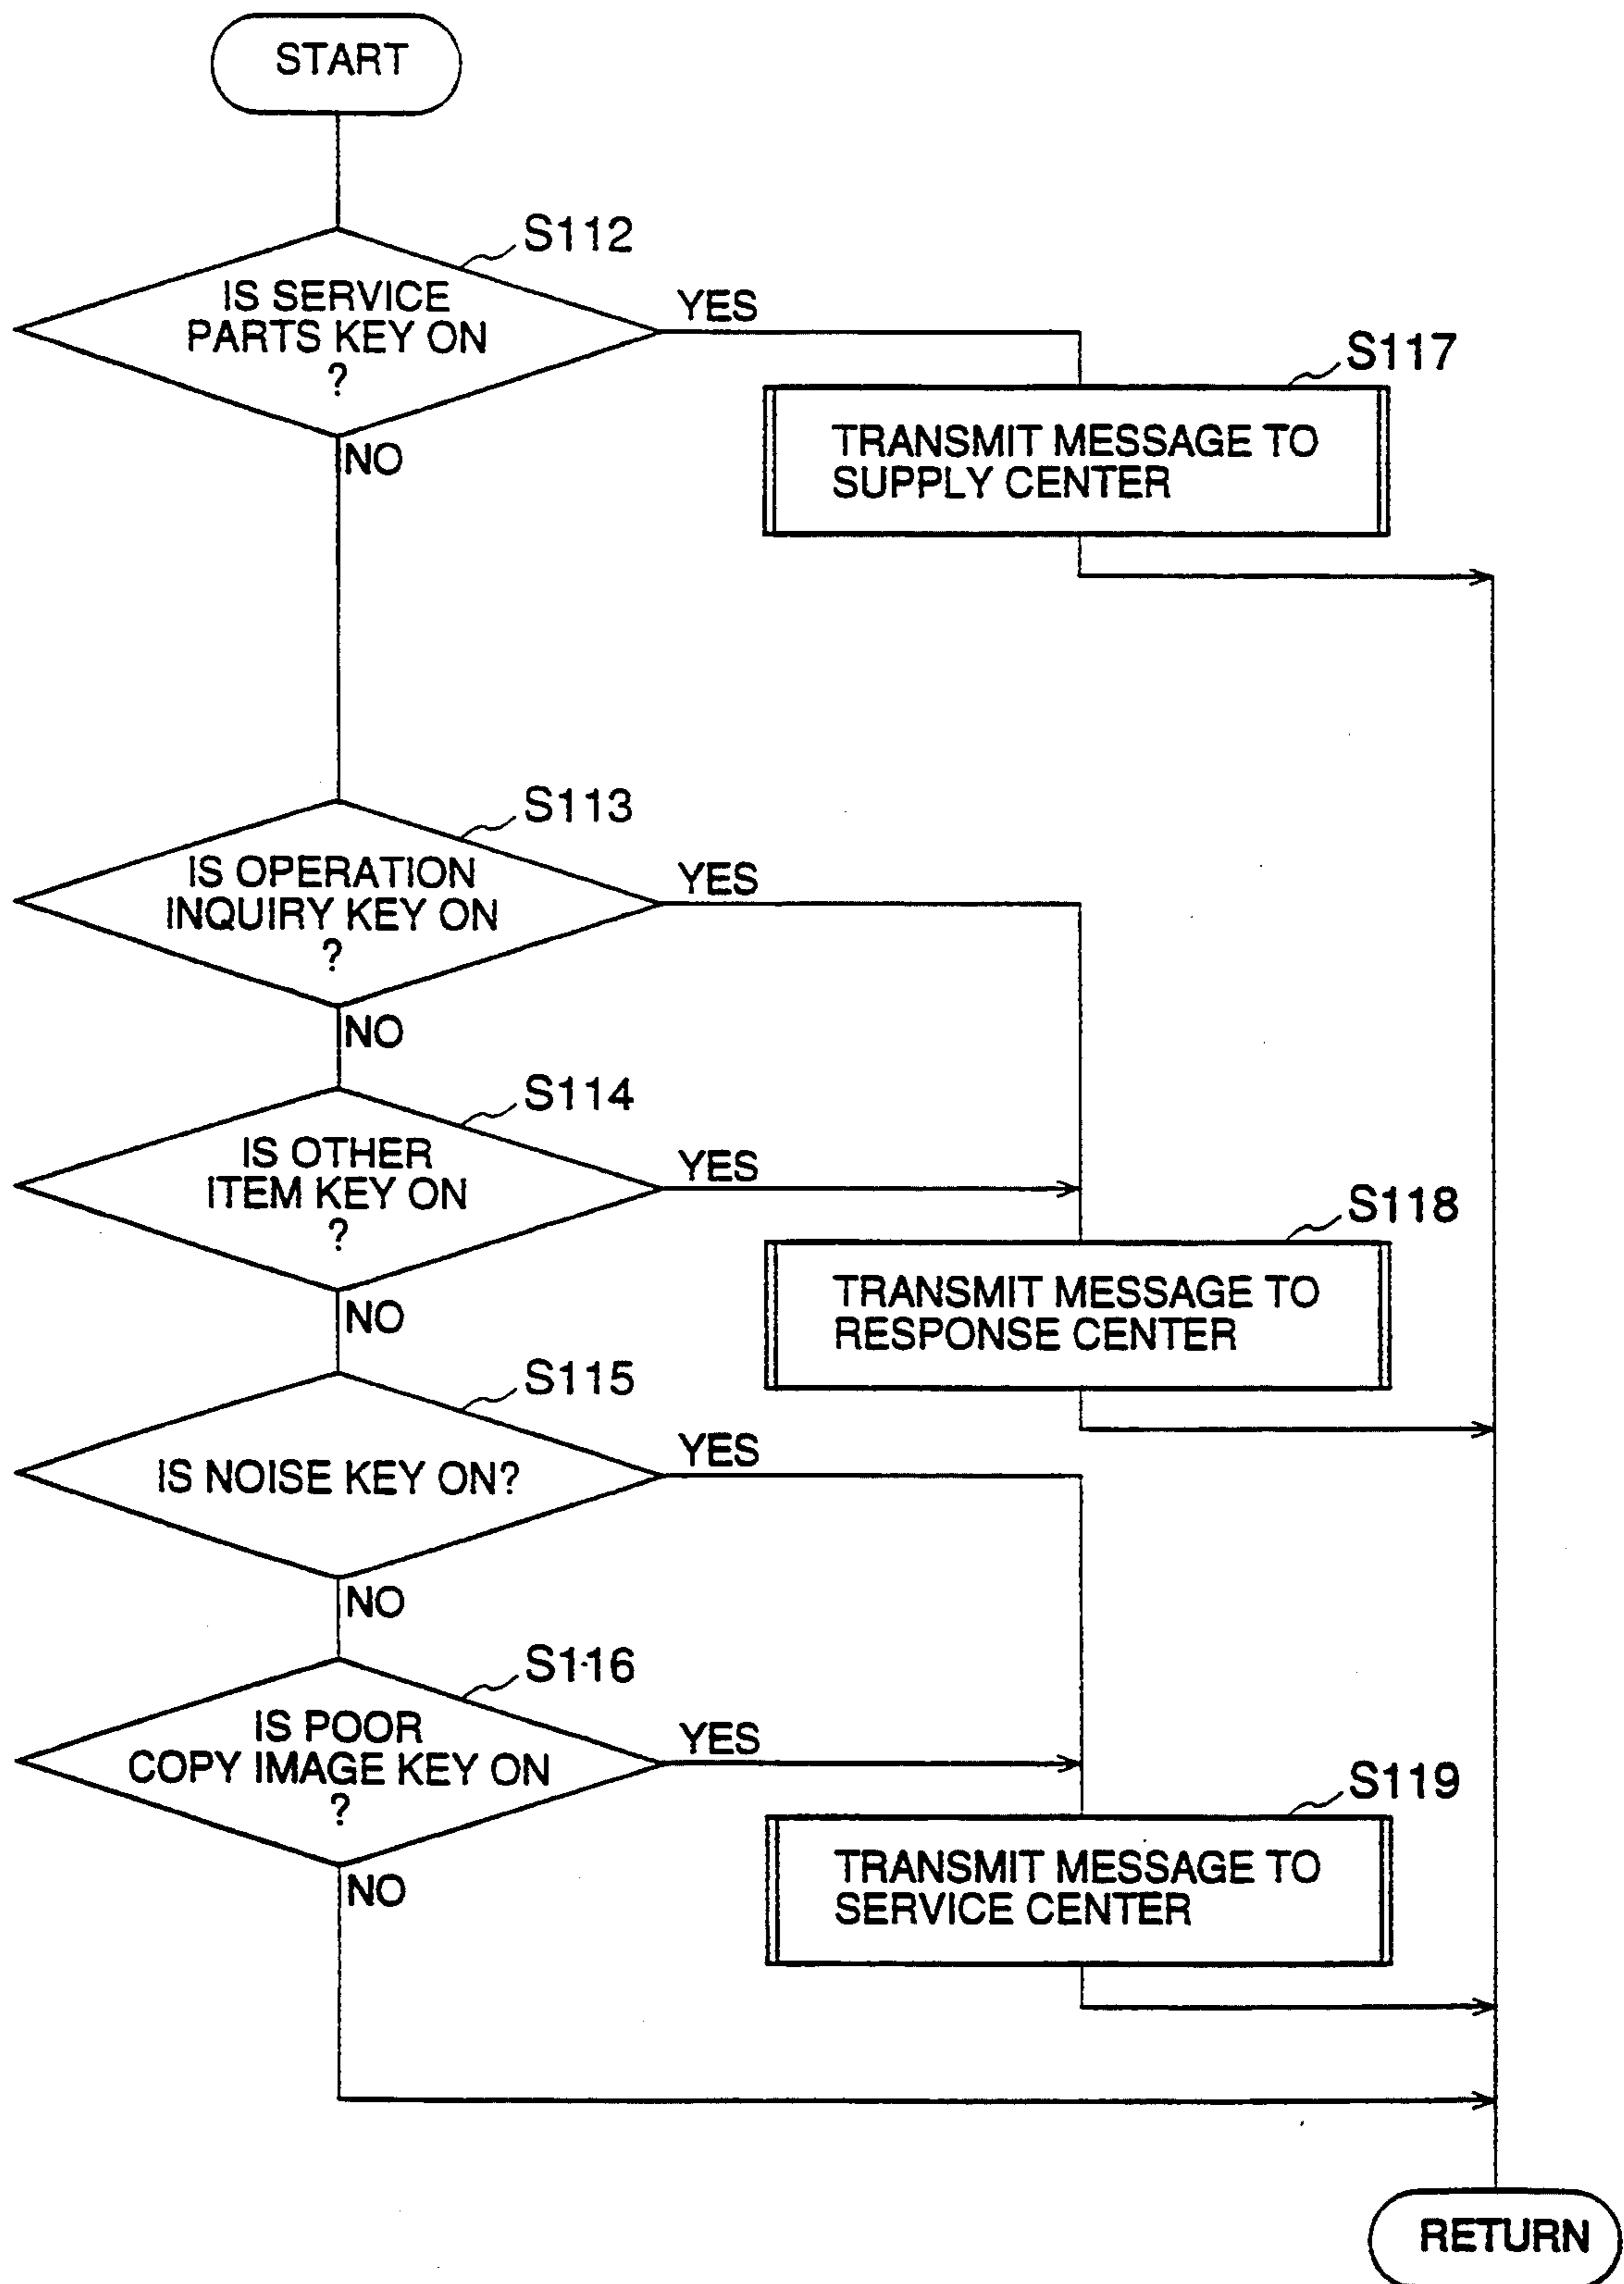 START
S112
IS SERVICE
PARTS KEY ON
?
YES
NO
S117
TRANSMIT MESSAGE TO
SUPPLY CENTER
S113
IS OPERATION
INQUIRY KEY ON
?
YES
NO
S114
IS OTHER
ITEM KEY ON
?
YES
NO
S118
TRANSMIT MESSAGE TO
RESPONSE CENTER
S115
IS NOISE KEY ON?
YES
NO
S116
IS POOR
COPY IMAGE KEY ON
?
YES
NO
S119
TRANSMIT MESSAGE TO
SERVICE CENTER
RETURN